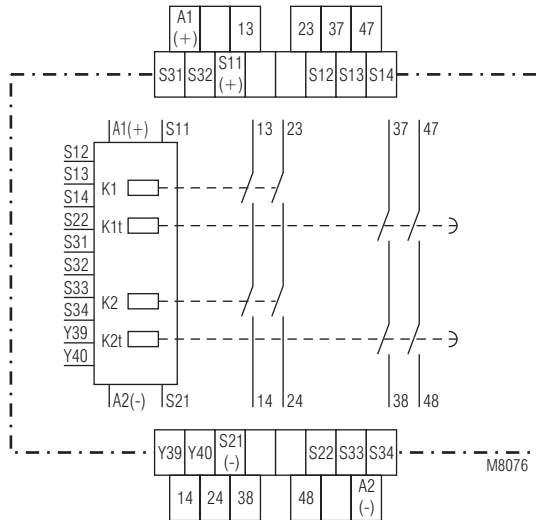 A1 (+) 13 23 37 47
S31 S32 S11 (+) S12 S13 S14
A1(+) S11 13 23 37 47
S12
S13
S14
S22
S31
S32
S33
S34
Y39
Y40
K1
K1t
K2
K2t
A2(-) S21 14 24 38 48
Y39 Y40 S21 (-) S22 S33 S34
M8076
14 24 38 48 A2 (-)